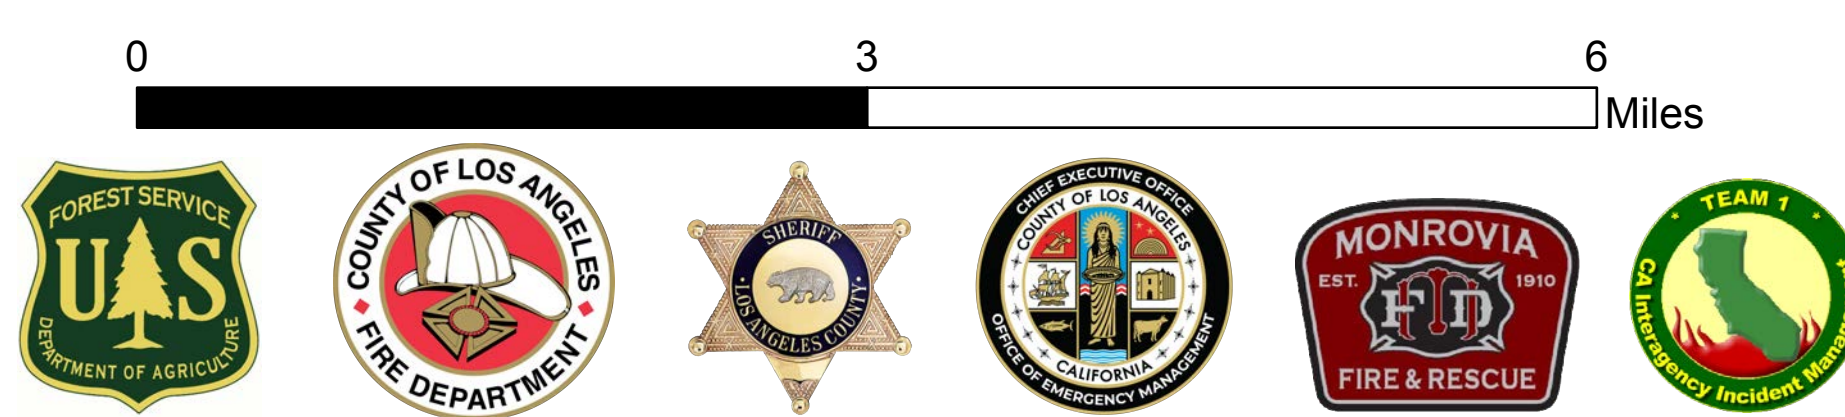 0 3 6
Miles
FOREST SERVICE
U S
DEPARTMENT OF AGRICULTURE
COUNTY OF LOS ANGELES
FIRE DEPARTMENT
SHERIFF
LOS ANGELES COUNTY
CHIEF EXECUTIVE OFFICE
COUNTY OF LOS ANGELES
CALIFORNIA
OFFICE OF EMERGENCY MANAGEMENT
MONROVIA
EST. 1910
F T D
FIRE & RESCUE
TEAM 1
CA Interagency Incident